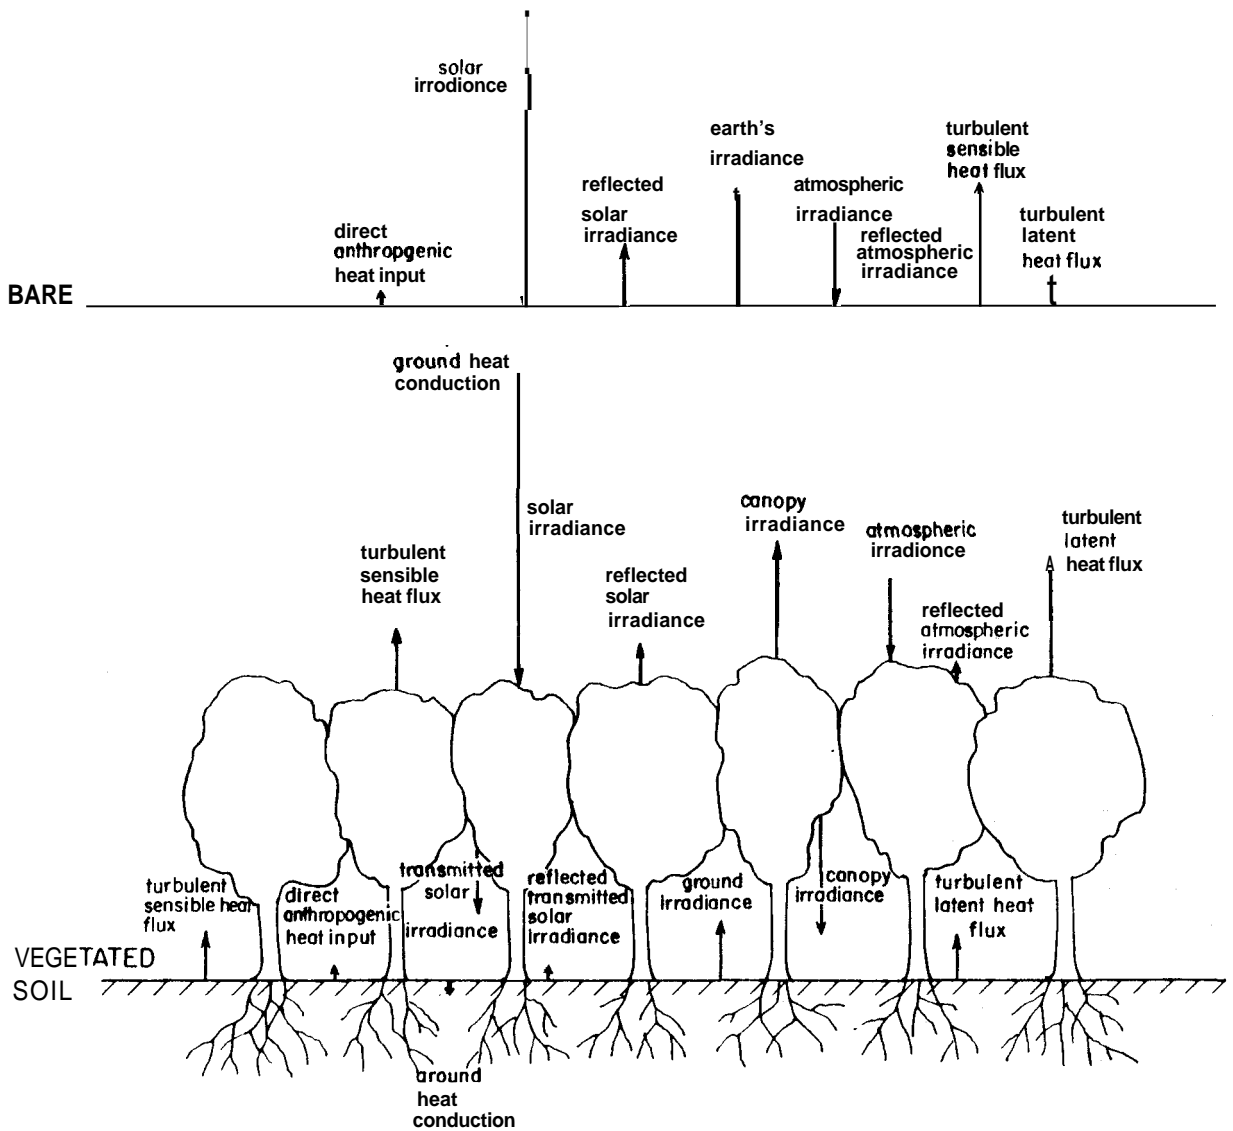 solar
irrodionce
earth's
irradiance
turbulent
sensible
heat flux
reflected
solar
irradiance
atmospheric
irradiance
reflected
atmospheric
irradiance
turbulent
latent
heat flux
direct
anthropgenic
heat input
BARE
ground heat
conduction
solar
irradiance
turbulent
sensible
heat flux
reflected
solar
irradiance
canopy
irradiance
atmospheric
irradionce
reflected
atmospheric
irradiance
turbulent
latent
heat flux
turbulent
sensible heat
flux
direct
anthropogenic
heat input
transmitted
solar
irradiance
reflected
transmitted
solar
irradiance
ground
irradiance
canopy
irradiance
turbulent
latent heat
flux
VEGETATED
SOIL
around
heat
conduction